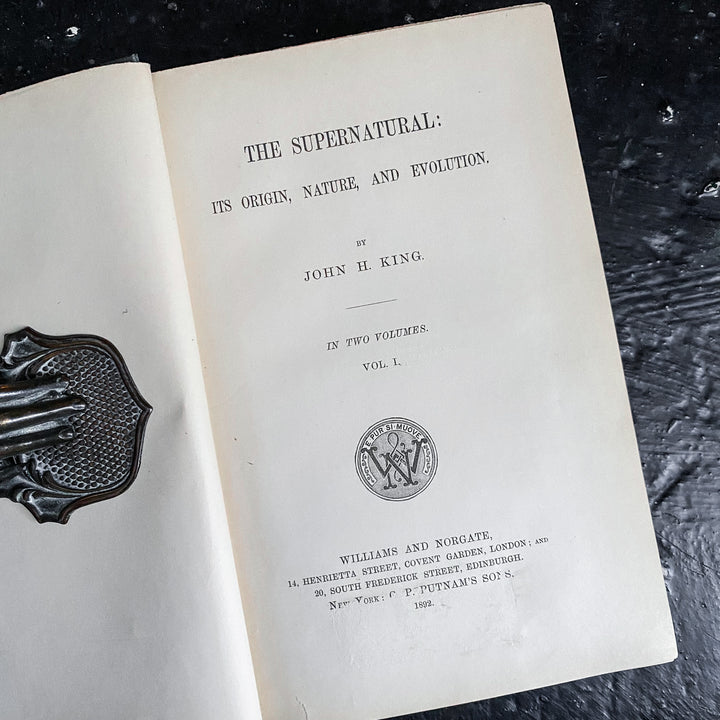 THE SUPERNATURAL:
ITS ORIGIN, NATURE, AND EVOLUTION.
BY
JOHN H. KING.
IN TWO VOLUMES.
VOL. I.
E PUR SI MUOVE
WN
WILLIAMS AND NORGATE,
14, HENRIETTA STREET, COVENT GARDEN, LONDON; AND
20, SOUTH FREDERICK STREET, EDINBURGH.
NEW YORK: G. P. PUTNAM'S SONS.
1892.